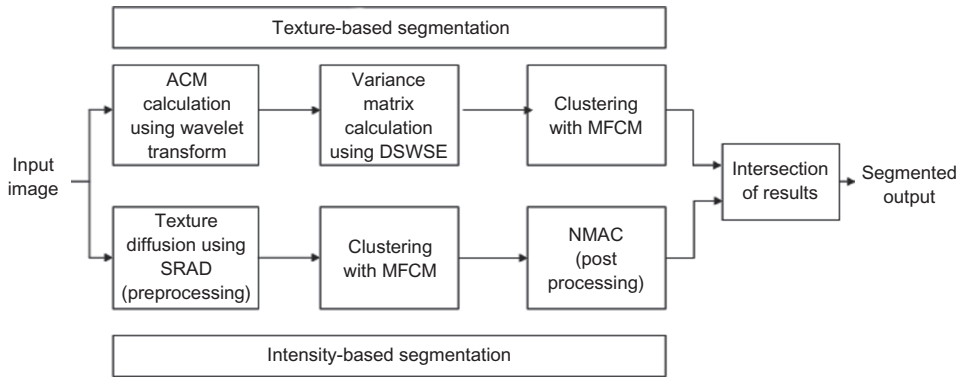 Texture-based segmentation
ACM
calculation
using wavelet
transform
Variance
matrix
calculation
using DSWSE
Clustering
with MFCM
Input
image
Intersection
of results
Segmented
output
Texture
diffusion using
SRAD
(preprocessing)
Clustering
with MFCM
NMAC
(post
processing)
Intensity-based segmentation